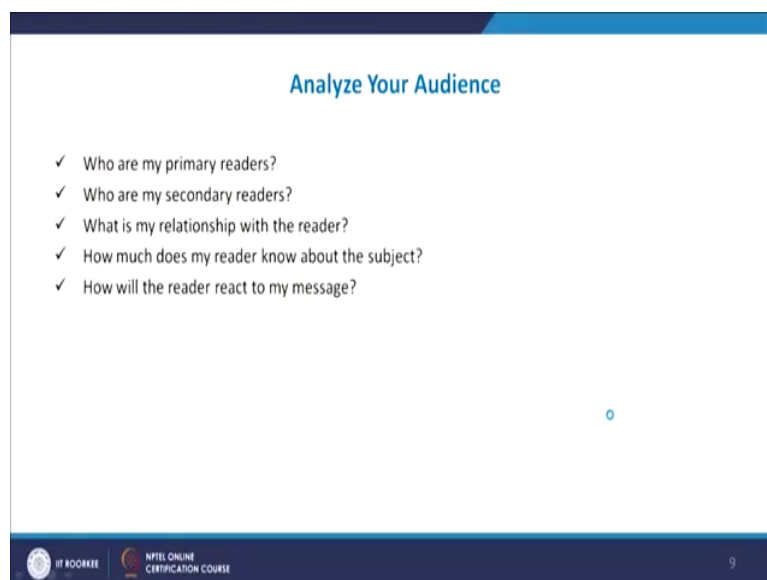 Analyze Your Audience
✓ Who are my primary readers?
✓ Who are my secondary readers?
✓ What is my relationship with the reader?
✓ How much does my reader know about the subject?
✓ How will the reader react to my message?
IIT ROORKEE
NPTEL ONLINE
CERTIFICATION COURSE
9